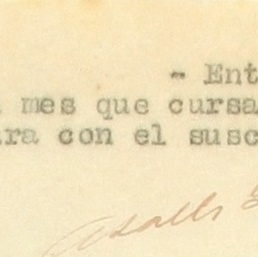 - Ent
mes que cursa
ara con el susc